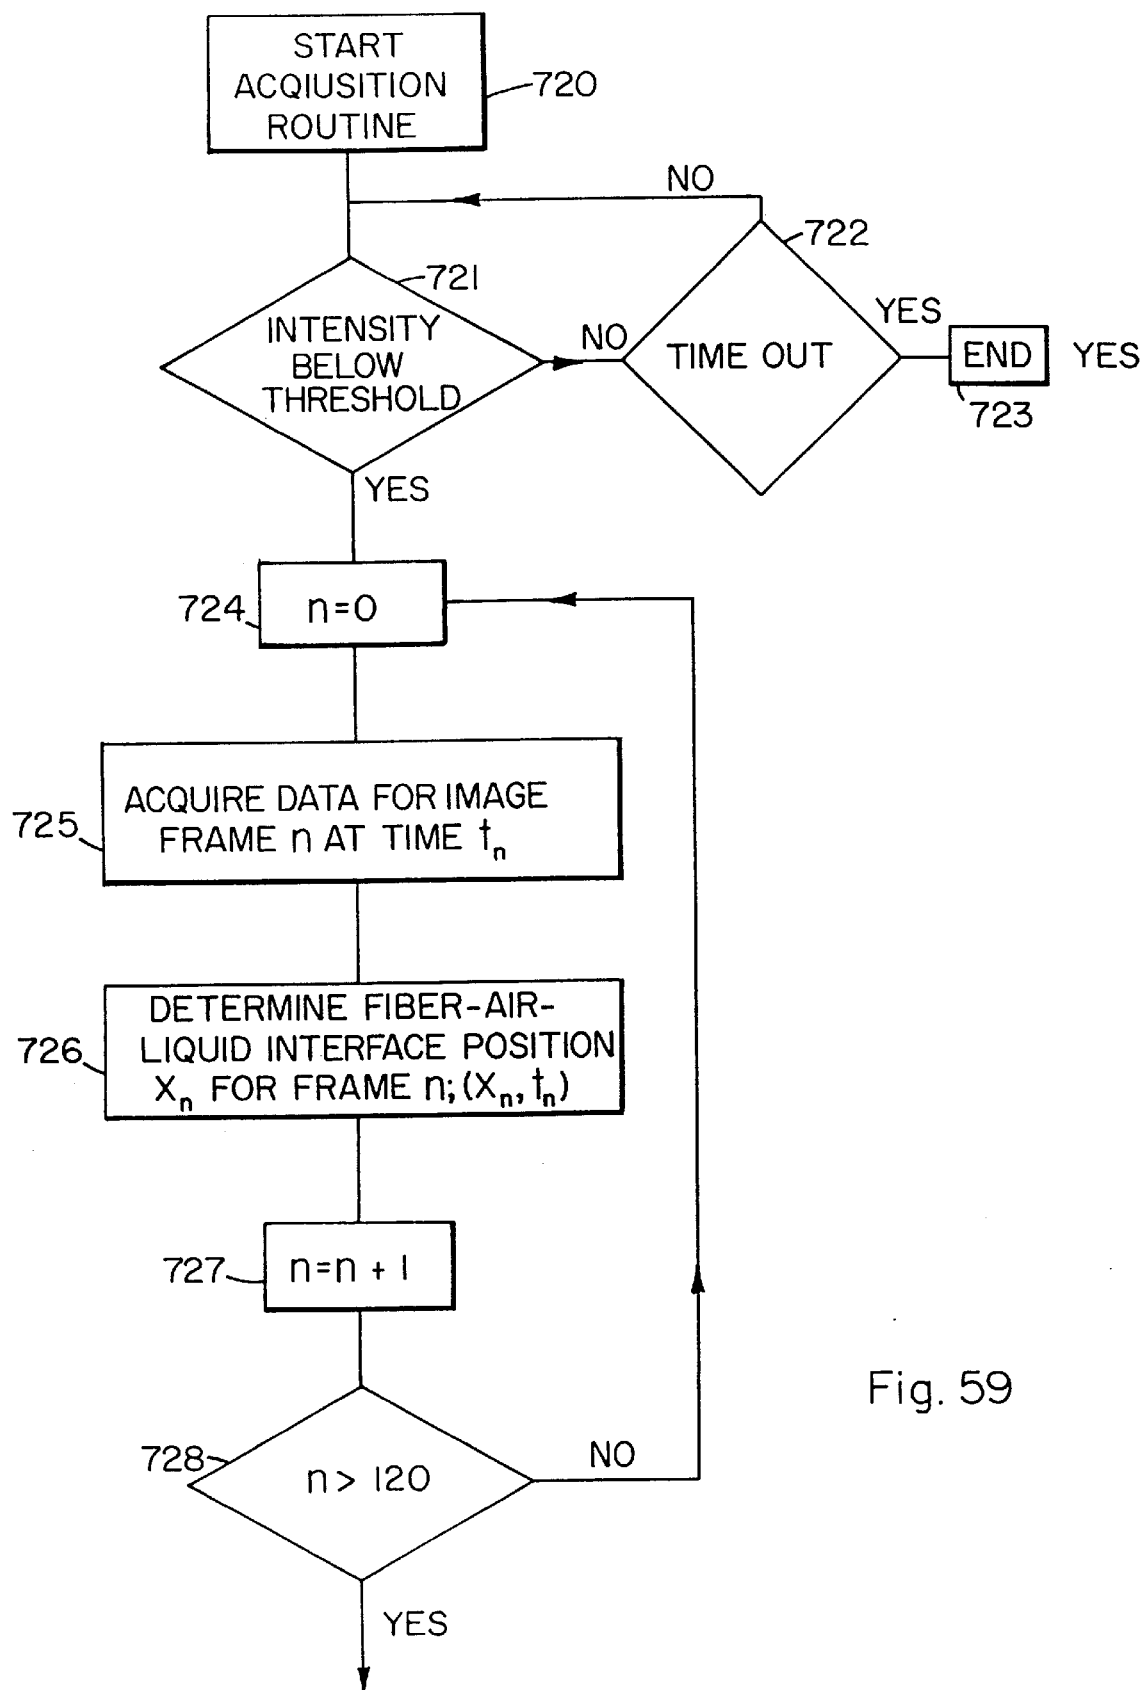 START
ACQIUSITION
ROUTINE
720
NO
722
721
INTENSITY
BELOW
THRESHOLD
NO
TIME OUT
YES
END
YES
723
YES
724
n=0
725
ACQUIRE DATA FOR IMAGE
FRAME n AT TIME tn
726
DETERMINE FIBER-AIR-
LIQUID INTERFACE POSITION
Xn FOR FRAME n; (Xn, tn)
727
n=n + 1
728
n > 120
NO
YES
Fig. 59